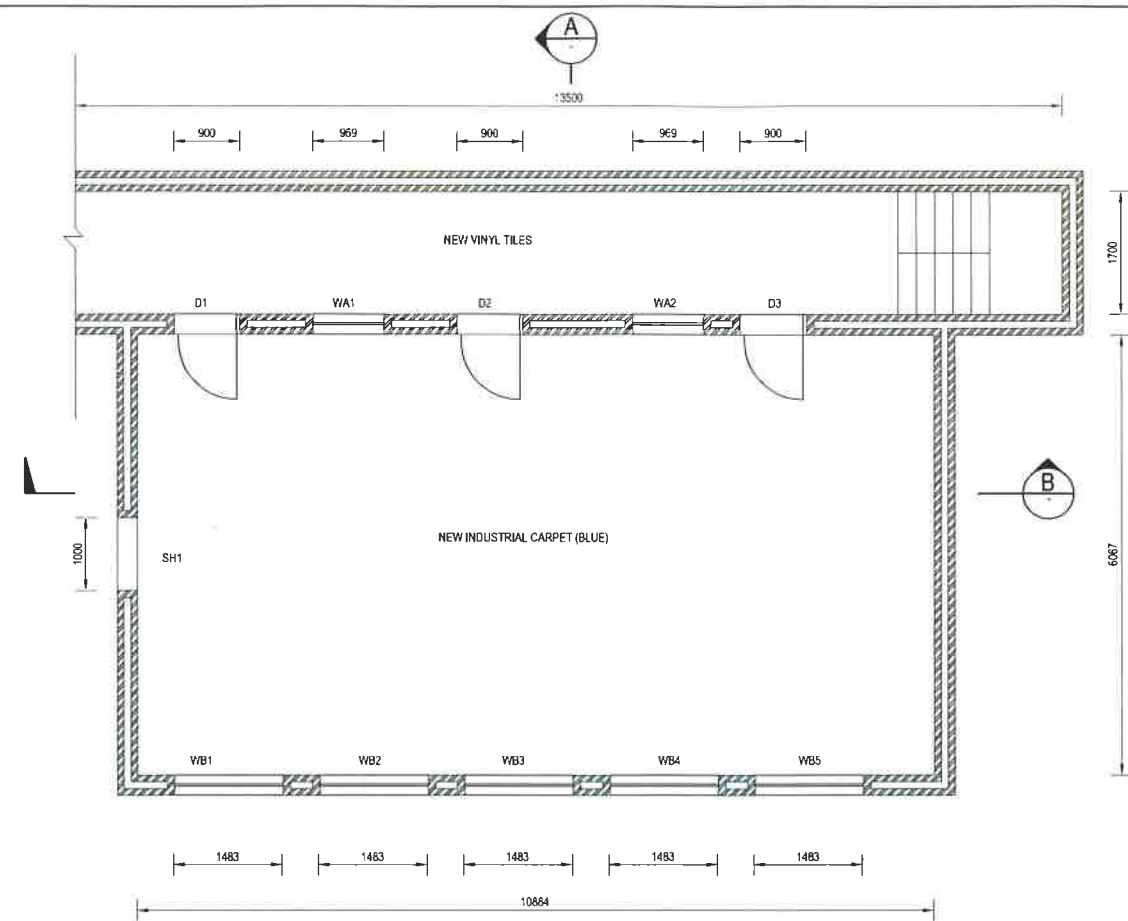 A
13500
900
969
900
969
900
NEW VINYL TILES
1700
D1
WA1
D2
WA2
D3
B
1000
SH1
NEW INDUSTRIAL CARPET (BLUE)
6067
WB1
WB2
WB3
WB4
WB5
1483
1483
1483
1483
1483
10884